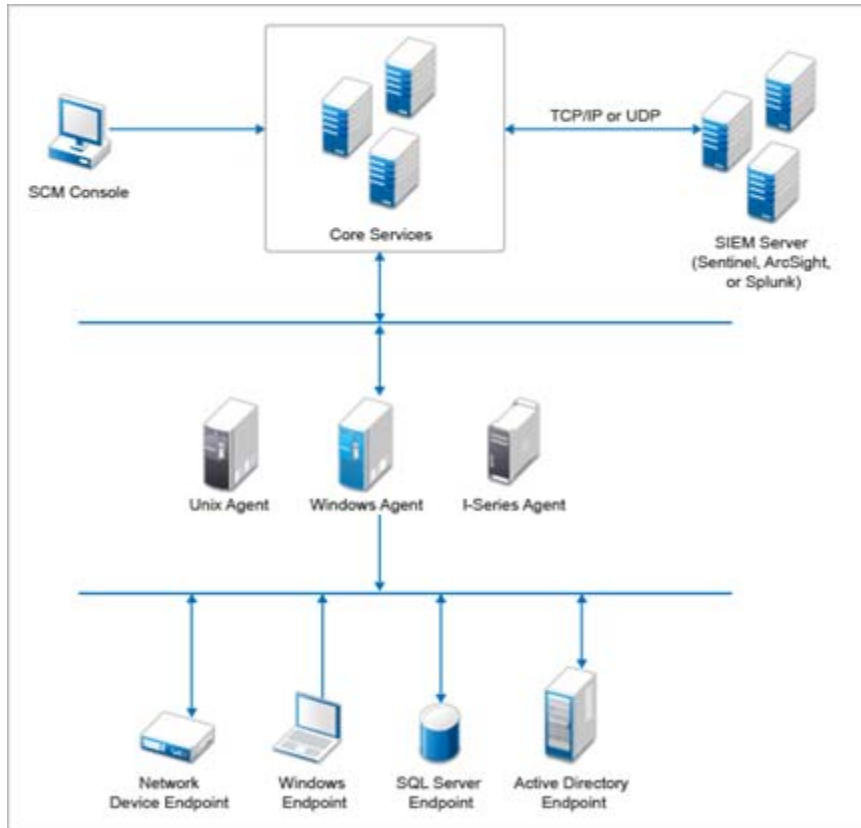 SCM Console
Core Services
TCP/IP or UDP
SIEM Server
(Sentinel, ArcSight,
or Splunk)
Unix Agent
Windows Agent
I-Series Agent
Network
Device Endpoint
Windows
Endpoint
SQL Server
Endpoint
Active Directory
Endpoint